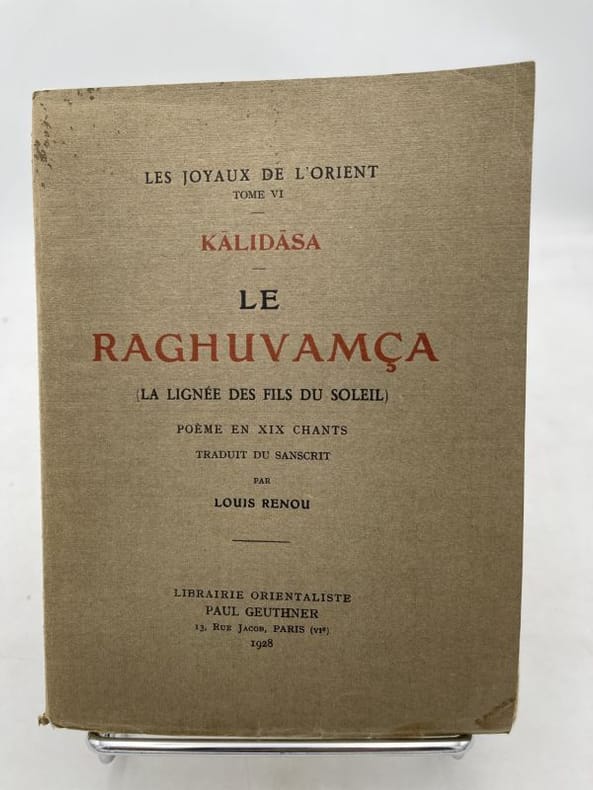 LES JOYAUX DE L'ORIENT
TOME VI
KĀLIDĀSA
LE
RAGHUVAMÇA
(LA LIGNÉE DES FILS DU SOLEIL)
POÈME EN XIX CHANTS
TRADUIT DU SANSCRIT
PAR
LOUIS RENOU
LIBRAIRIE ORIENTALISTE
PAUL GEUTHNER
13, RUE JACOB, PARIS (VIᵉ)
1928